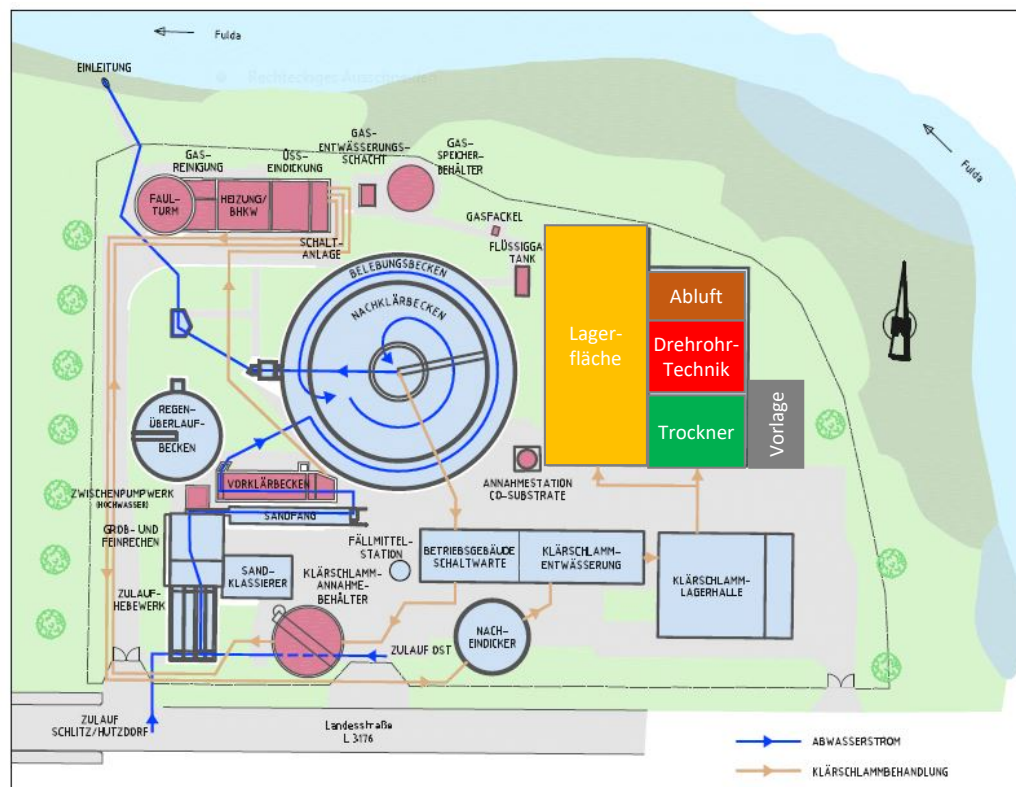 Fulda
EINLEITUNG
Fulda
GAS-
REINIGUNG
ÜSS-
EINDICKUNG
GAS-
ENTWÄSSERUNGS-
SCHACHT
GAS-
SPEICHER-
BEHÄLTER
FAUL-
TURM
HEIZUNG/
BHKW
SCHALT-
ANLAGE
GASFACKEL
FLÜSSIGGA
TANK
BELEBUNGSBECKEN
NACHKLÄRBECKEN
Lager-
fläche
Abluft
Drehrohr-
Technik
Trockner
Vorlage
REGEN-
ÜBERLAUF-
BECKEN
VORKLÄRBECKEN
ZWISCHENPUMPWERK
(HOCHWASSER)
SANDFANG
ANNAHMESTATION
CO-SUBSTRATE
GROB- UND
FEINRECHEN
FÄLLMITTEL-
STATION
BETRIEBSGEBÄUDE
SCHALTWARTE
KLÄRSCHLAMM-
ENTWÄSSERUNG
SAND-
KLASSIERER
KLÄRSCHLAMM-
ANNAHME-
BEHÄLTER
KLÄRSCHLAMM-
LAGERHALLE
ZULAUF-
HEBEWERK
NACH-
EINDICKER
ZULAUF OST
ZULAUF
SCHLITZ/HUTZDORF
Landesstraße
L 3176
ABWASSERSTROM
KLÄRSCHLAMMBEHANDLUNG